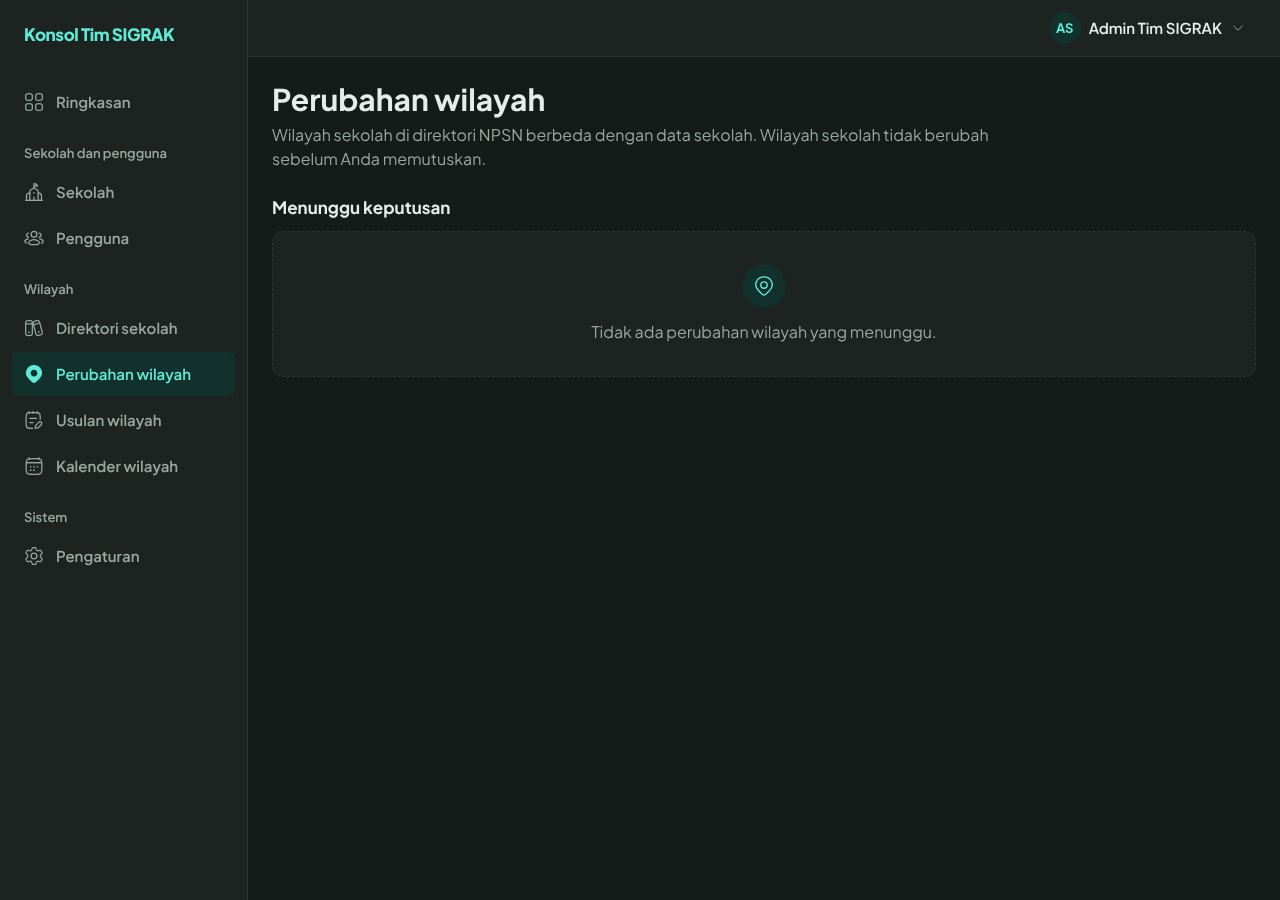 Konsol Tim SIGRAK
AS Admin Tim SIGRAK
Ringkasan
Sekolah dan pengguna
Sekolah
Pengguna
Wilayah
Direktori sekolah
Perubahan wilayah
Usulan wilayah
Kalender wilayah
Sistem
Pengaturan
Perubahan wilayah
Wilayah sekolah di direktori NPSN berbeda dengan data sekolah. Wilayah sekolah tidak berubah
sebelum Anda memutuskan.
Menunggu keputusan
Tidak ada perubahan wilayah yang menunggu.